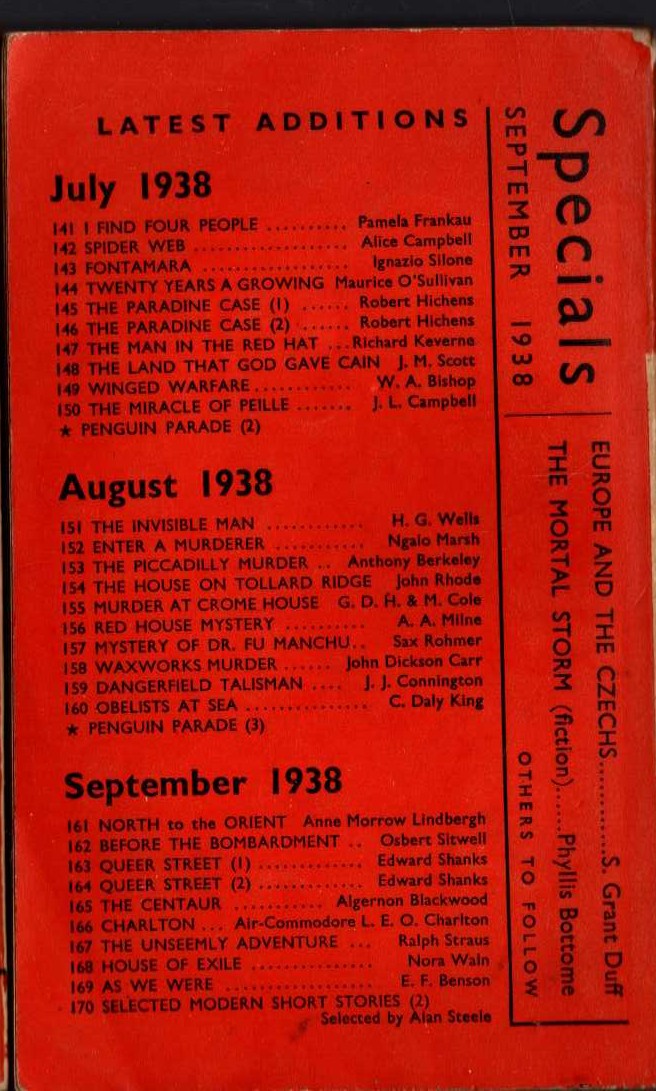 LATEST ADDITIONS
July 1938
141 I FIND FOUR PEOPLE .......... Pamela Frankau
142 SPIDER WEB .................... Alice Campbell
143 FONTAMARA ................... Ignazio Silone
144 TWENTY YEARS A GROWING Maurice O'Sullivan
145 THE PARADINE CASE (1) ...... Robert Hichens
146 THE PARADINE CASE (2) ...... Robert Hichens
147 THE MAN IN THE RED HAT ...Richard Keverne
148 THE LAND THAT GOD GAVE CAIN J. M. Scott
149 WINGED WARFARE............. W. A. Bishop
150 THE MIRACLE OF PEILLE ....... J. L. Campbell
★ PENGUIN PARADE (2)
August 1938
151 THE INVISIBLE MAN ............ H. G. Wells
152 ENTER A MURDERER ........... Ngaio Marsh
153 THE PICCADILLY MURDER .. Anthony Berkeley
154 THE HOUSE ON TOLLARD RIDGE John Rhode
155 MURDER AT CROME HOUSE G. D. H. & M. Cole
156 RED HOUSE MYSTERY .......... A. A. Milne
157 MYSTERY OF DR. FU MANCHU.. Sax Rohmer
158 WAXWORKS MURDER ...... John Dickson Carr
159 DANGERFIELD TALISMAN .... J. J. Connington
160 OBELISTS AT SEA ............... C. Daly King
★ PENGUIN PARADE (3)
September 1938
161 NORTH to the ORIENT Anne Morrow Lindbergh
162 BEFORE THE BOMBARDMENT .. Osbert Sitwell
163 QUEER STREET (1) .............. Edward Shanks
164 QUEER STREET (2) .............. Edward Shanks
165 THE CENTAUR ........... Algernon Blackwood
166 CHARLTON ... Air-Commodore L. E. O. Charlton
167 THE UNSEEMLY ADVENTURE ... Ralph Straus
168 HOUSE OF EXILE ................ Nora Waln
169 AS WE WERE ................... E. F. Benson
170 SELECTED MODERN SHORT STORIES (2)
Selected by Alan Steele
Specials
SEPTEMBER 1938
EUROPE AND THE CZECHS............S. Grant Duff
THE MORTAL STORM (fiction)......Phyllis Bottome
OTHERS TO FOLLOW